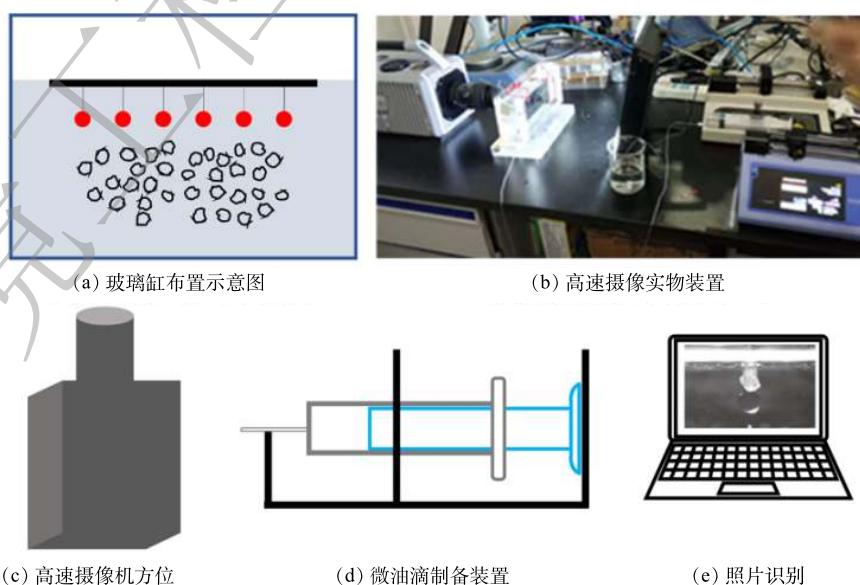 (a) 玻璃缸布置示意图
(b) 高速摄像实物装置
(c) 高速摄像机方位
(d) 微油滴制备装置
(e) 照片识别